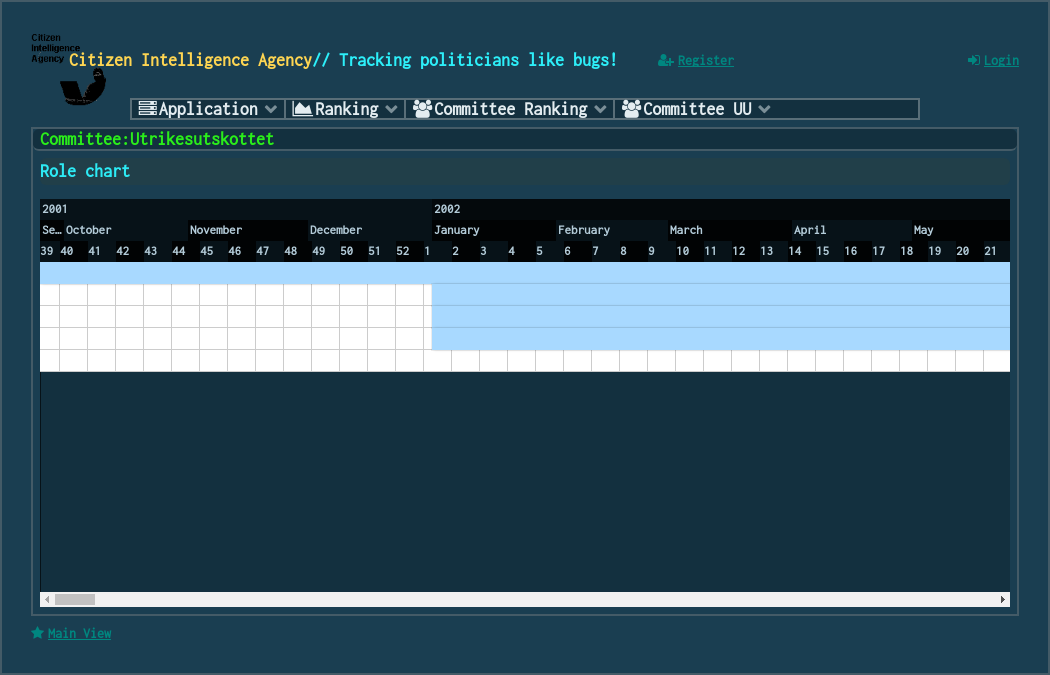 Citizen
Intelligence
Agency
Citizen Intelligence Agency// Tracking politicians like bugs!
Register
Login
Application
Ranking
Committee Ranking
Committee UU
Committee:Utrikesutskottet
Role chart
2001 2002
Se… October November December January February March April May
39 40 41 42 43 44 45 46 47 48 49 50 51 52 1 2 3 4 5 6 7 8 9 10 11 12 13 14 15 16 17 18 19 20 21
Main View